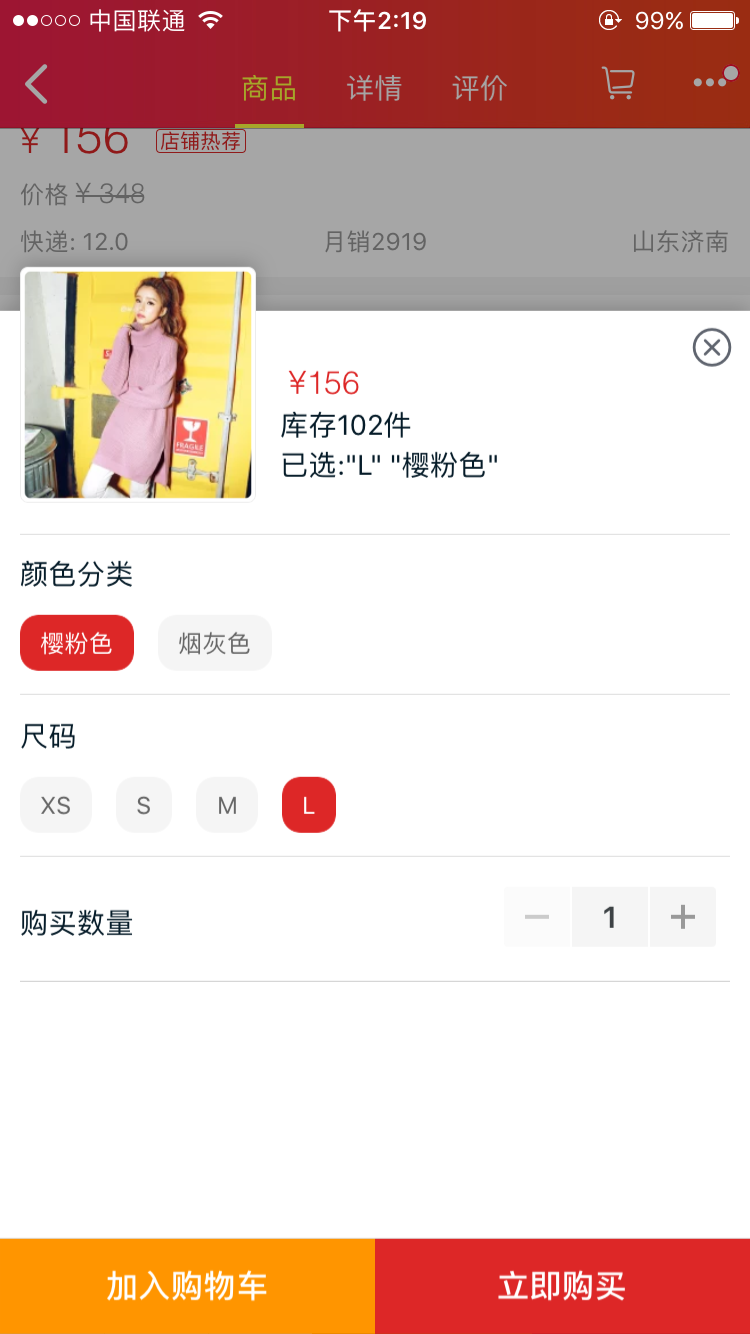 中国联通 下午2:19 99%
商品 详情 评价
¥ 156 店铺热荐
价格 ¥ 348
快递: 12.0 月销2919 山东济南
FRAGILE
¥156
库存102件
已选:"L" "樱粉色"
颜色分类
樱粉色 烟灰色
尺码
XS S M L
购买数量 1
加入购物车 立即购买